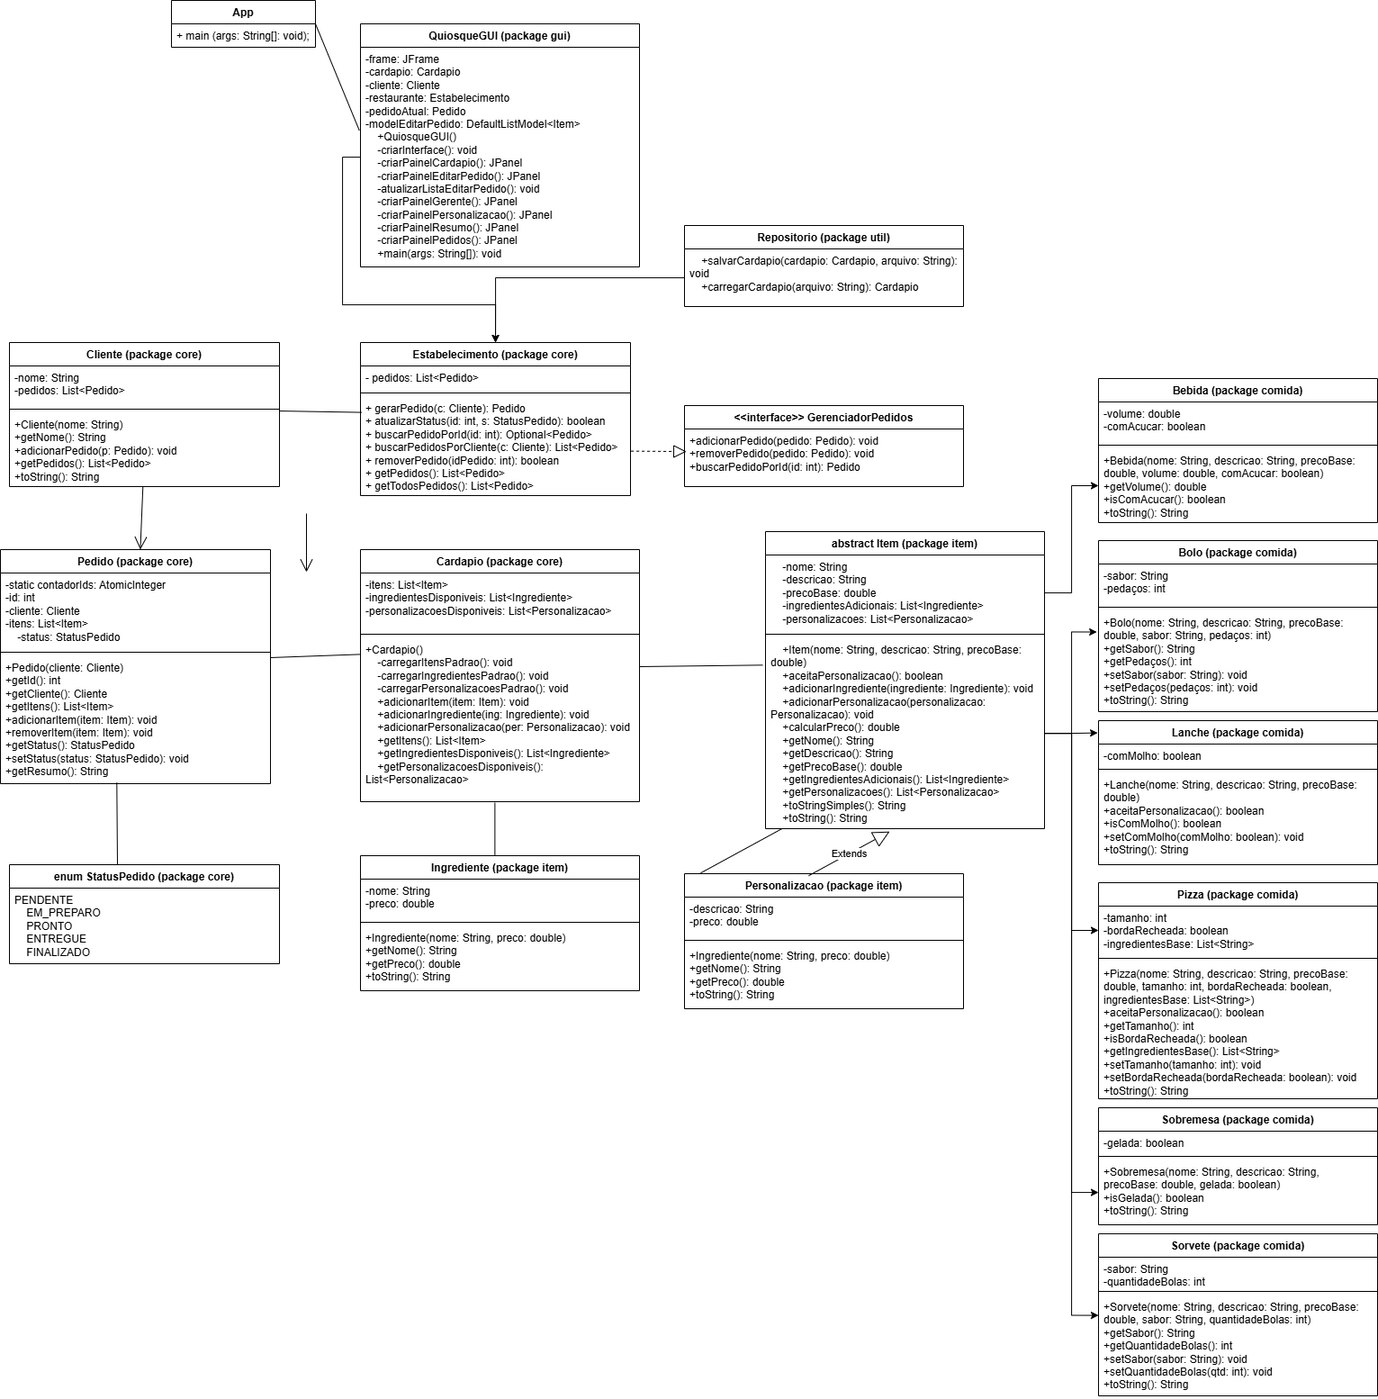 App
+ main (args: String[]: void);
QuiosqueGUI (package gui)
-frame: JFrame
-cardapio: Cardapio
-cliente: Cliente
-restaurante: Estabelecimento
-pedidoAtual: Pedido
-modelEditarPedido: DefaultListModel<Item>
+QuiosqueGUI()
-criarInterface(): void
-criarPainelCardapio(): JPanel
-criarPainelEditarPedido(): JPanel
-atualizarListaEditarPedido(): void
-criarPainelGerente(): JPanel
-criarPainelPersonalizacao(): JPanel
-criarPainelResumo(): JPanel
-criarPainelPedidos(): JPanel
+main(args: String[]): void
Repositorio (package util)
+salvarCardapio(cardapio: Cardapio, arquivo: String):
void
+carregarCardapio(arquivo: String): Cardapio
Cliente (package core)
-nome: String
-pedidos: List<Pedido>
+Cliente(nome: String)
+getNome(): String
+adicionarPedido(p: Pedido): void
+getPedidos(): List<Pedido>
+toString(): String
Estabelecimento (package core)
- pedidos: List<Pedido>
+ gerarPedido(c: Cliente): Pedido
+ atualizarStatus(id: int, s: StatusPedido): boolean
+ buscarPedidoPorId(id: int): Optional<Pedido>
+ buscarPedidosPorCliente(c: Cliente): List<Pedido>
+ removerPedido(idPedido: int): boolean
+ getPedidos(): List<Pedido>
+ getTodosPedidos(): List<Pedido>
<<interface>> GerenciadorPedidos
+adicionarPedido(pedido: Pedido): void
+removerPedido(pedido: Pedido): void
+buscarPedidoPorId(id: int): Pedido
Bebida (package comida)
-volume: double
-comAcucar: boolean
+Bebida(nome: String, descricao: String, precoBase:
double, volume: double, comAcucar: boolean)
+getVolume(): double
+isComAcucar(): boolean
+toString(): String
Pedido (package core)
-static contadorIds: AtomicInteger
-id: int
-cliente: Cliente
-itens: List<Item>
-status: StatusPedido
+Pedido(cliente: Cliente)
+getId(): int
+getCliente(): Cliente
+getItens(): List<Item>
+adicionarItem(item: Item): void
+removerItem(item: Item): void
+getStatus(): StatusPedido
+setStatus(status: StatusPedido): void
+getResumo(): String
Cardapio (package core)
-itens: List<Item>
-ingredientesDisponiveis: List<Ingrediente>
-personalizacoesDisponiveis: List<Personalizacao>
+Cardapio()
-carregarItensPadrao(): void
-carregarIngredientesPadrao(): void
-carregarPersonalizacoesPadrao(): void
+adicionarItem(item: Item): void
+adicionarIngrediente(ing: Ingrediente): void
+adicionarPersonalizacao(per: Personalizacao): void
+getItens(): List<Item>
+getIngredientesDisponiveis(): List<Ingrediente>
+getPersonalizacoesDisponiveis():
List<Personalizacao>
abstract Item (package item)
-nome: String
-descricao: String
-precoBase: double
-ingredientesAdicionais: List<Ingrediente>
-personalizacoes: List<Personalizacao>
+Item(nome: String, descricao: String, precoBase:
double)
+aceitaPersonalizacao(): boolean
+adicionarIngrediente(ingrediente: Ingrediente): void
+adicionarPersonalizacao(personalizacao:
Personalizacao): void
+calcularPreco(): double
+getNome(): String
+getDescricao(): String
+getPrecoBase(): double
+getIngredientesAdicionais(): List<Ingrediente>
+getPersonalizacoes(): List<Personalizacao>
+toStringSimples(): String
+toString(): String
Bolo (package comida)
-sabor: String
-pedaços: int
+Bolo(nome: String, descricao: String, precoBase:
double, sabor: String, pedaços: int)
+getSabor(): String
+getPedaços(): int
+setSabor(sabor: String): void
+setPedaços(pedaços: int): void
+toString(): String
Lanche (package comida)
-comMolho: boolean
+Lanche(nome: String, descricao: String, precoBase:
double)
+aceitaPersonalizacao(): boolean
+isComMolho(): boolean
+setComMolho(comMolho: boolean): void
+toString(): String
enum StatusPedido (package core)
PENDENTE
EM_PREPARO
PRONTO
ENTREGUE
FINALIZADO
Ingrediente (package item)
-nome: String
-preco: double
+Ingrediente(nome: String, preco: double)
+getNome(): String
+getPreco(): double
+toString(): String
Extends
Personalizacao (package item)
-descricao: String
-preco: double
+Ingrediente(nome: String, preco: double)
+getNome(): String
+getPreco(): double
+toString(): String
Pizza (package comida)
-tamanho: int
-bordaRecheada: boolean
-ingredientesBase: List<String>
+Pizza(nome: String, descricao: String, precoBase:
double, tamanho: int, bordaRecheada: boolean,
ingredientesBase: List<String>)
+aceitaPersonalizacao(): boolean
+getTamanho(): int
+isBordaRecheada(): boolean
+getIngredientesBase(): List<String>
+setTamanho(tamanho: int): void
+setBordaRecheada(bordaRecheada: boolean): void
+toString(): String
Sobremesa (package comida)
-gelada: boolean
+Sobremesa(nome: String, descricao: String,
precoBase: double, gelada: boolean)
+isGelada(): boolean
+toString(): String
Sorvete (package comida)
-sabor: String
-quantidadeBolas: int
+Sorvete(nome: String, descricao: String, precoBase:
double, sabor: String, quantidadeBolas: int)
+getSabor(): String
+getQuantidadeBolas(): int
+setSabor(sabor: String): void
+setQuantidadeBolas(qtd: int): void
+toString(): String